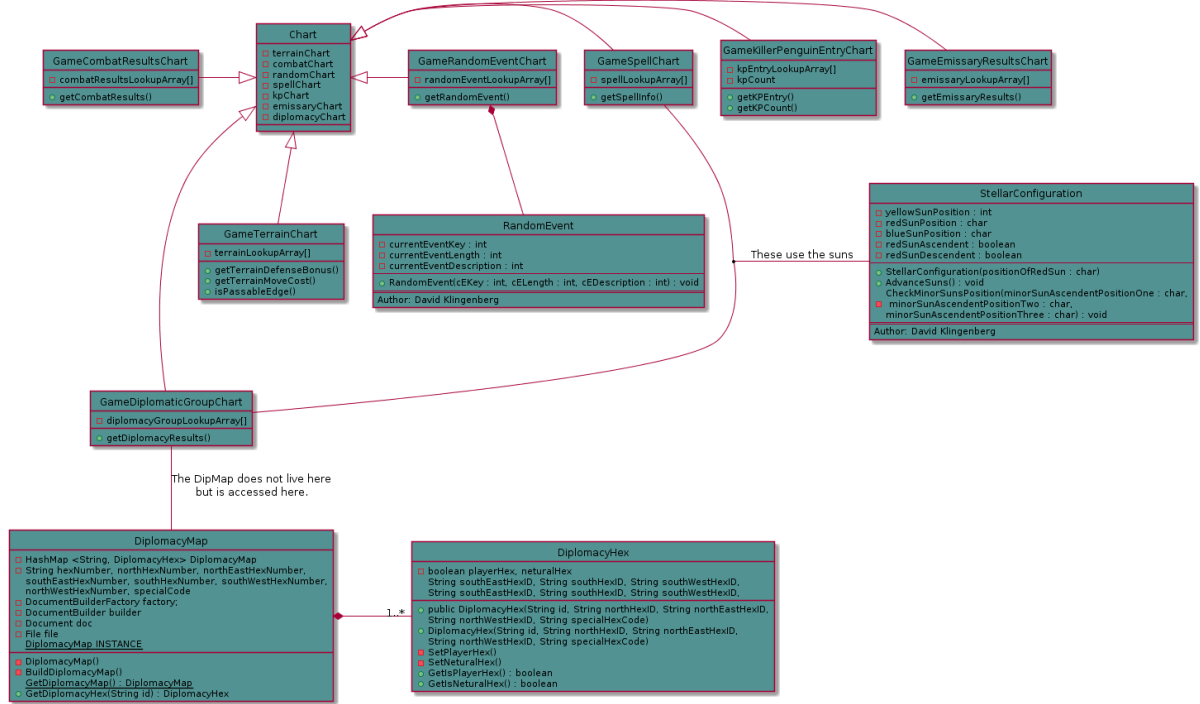 Chart
terrainChart
combatChart
randomChart
spellChart
kpChart
emissaryChart
diplomacyChart
GameCombatResultsChart
combatResultsLookupArray[]
getCombatResults()
GameRandomEventChart
randomEventLookupArray[]
getRandomEvent()
GameSpellChart
spellLookupArray[]
getSpellInfo()
GameKillerPenguinEntryChart
kpEntryLookupArray[]
kpCount
getKPEntry()
getKPCount()
GameEmissaryResultsChart
emissaryLookupArray[]
getEmissaryResults()
GameTerrainChart
terrainLookupArray[]
getTerrainDefenseBonus()
getTerrainMoveCost()
isPassableEdge()
RandomEvent
currentEventKey : int
currentEventLength : int
currentEventDescription : int
RandomEvent(cEKey : int, cELength : int, cEDescription : int) : void
Author: David Klingenberg
These use the suns
StellarConfiguration
yellowSunPosition : int
redSunPosition : char
blueSunPosition : char
redSunAscendent : boolean
redSunDescendent : boolean
StellarConfiguration(positionOfRedSun : char)
AdvanceSuns() : void
CheckMinorSunsPosition(minorSunAscendentPositionOne : char,
minorSunAscendentPositionTwo : char,
minorSunAscendentPositionThree : char) : void
Author: David Klingenberg
GameDiplomaticGroupChart
diplomacyGroupLookupArray[]
getDiplomacyResults()
The DipMap does not live here
but is accessed here.
DiplomacyMap
HashMap <String, DiplomacyHex> DiplomacyMap
String hexNumber, northHexNumber, northEastHexNumber,
southEastHexNumber, southHexNumber, southWestHexNumber,
northWestHexNumber, specialCode
DocumentBuilderFactory factory;
DocumentBuilder builder
Document doc
File file
DiplomacyMap INSTANCE
DiplomacyMap()
BuildDiplomacyMap()
GetDiplomacyMap() : DiplomacyMap
GetDiplomacyHex(String id) : DiplomacyHex
1..*
DiplomacyHex
boolean playerHex, neturalHex
String southEastHexID, String southHexID, String southWestHexID,
String southEastHexID, String southHexID, String southWestHexID,
public DiplomacyHex(String id, String northHexID, String northEastHexID,
String northWestHexID, String specialHexCode)
DiplomacyHex(String id, String northHexID, String northEastHexID,
String northWestHexID, String specialHexCode)
SetPlayerHex()
SetNeturalHex()
GetIsPlayerHex() : boolean
GetIsNeturalHex() : boolean